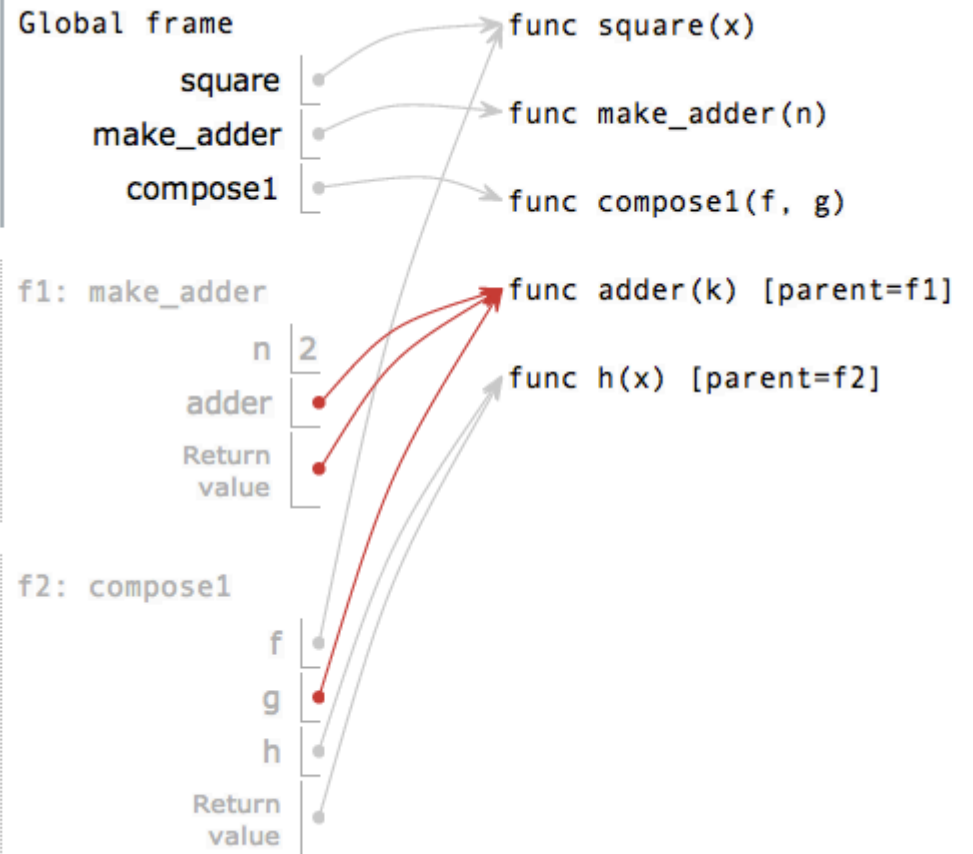 Global frame
func square(x)
square
func make_adder(n)
make_adder
compose1
func compose1(f, g)
f1: make_adder
func adder(k) [parent=f1]
n 2
func h(x) [parent=f2]
adder
Return
value
f2: compose1
f
g
h
Return
value